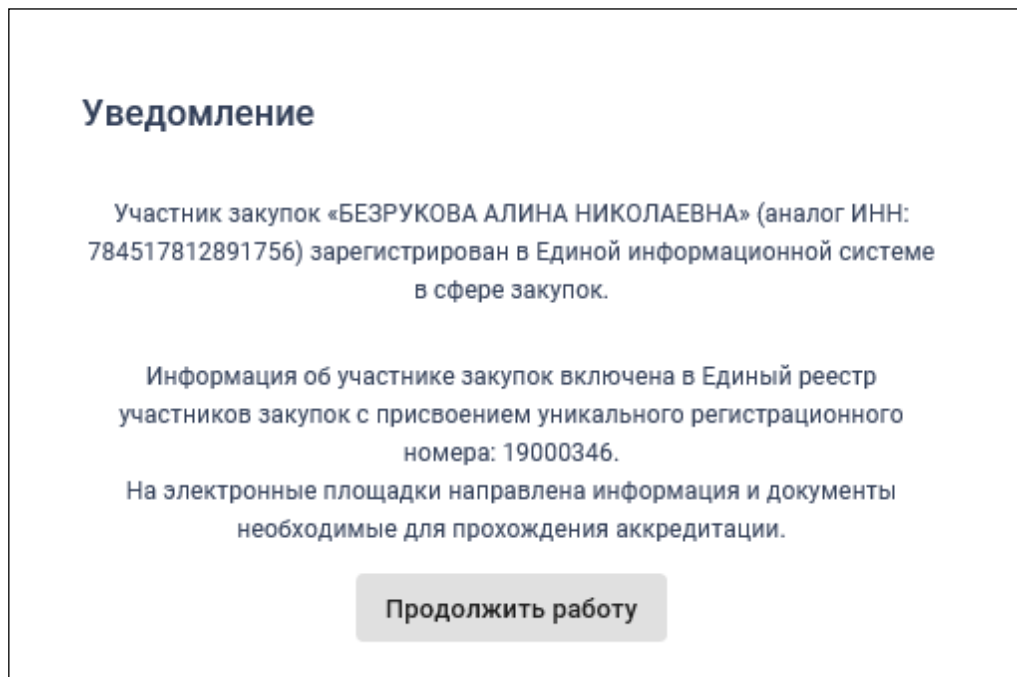 Уведомление
Участник закупок «БЕЗРУКОВА АЛИНА НИКОЛАЕВНА» (аналог ИНН:
784517812891756) зарегистрирован в Единой информационной системе
в сфере закупок.
Информация об участнике закупок включена в Единый реестр
участников закупок с присвоением уникального регистрационного
номера: 19000346.
На электронные площадки направлена информация и документы
необходимые для прохождения аккредитации.
Продолжить работу